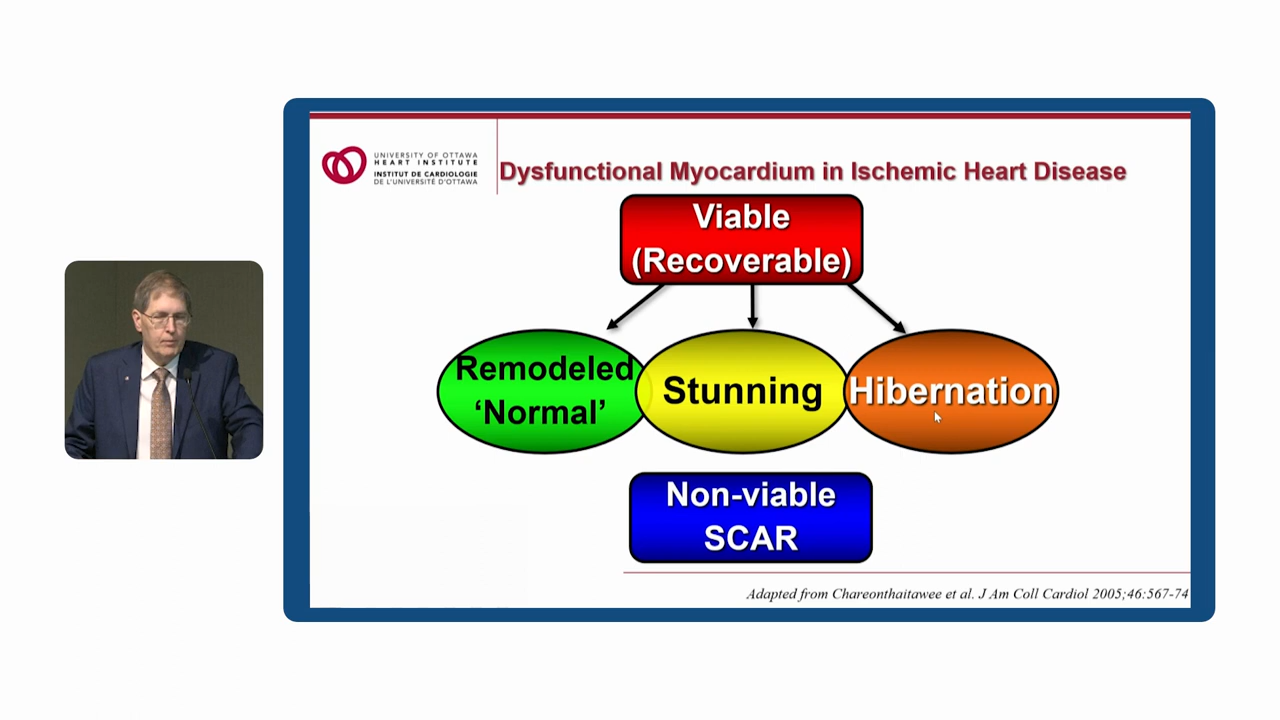 UNIVERSITY OF OTTAWA
HEART INSTITUTE
INSTITUT DE CARDIOLOGIE
DE L'UNIVERSITÉ D'OTTAWA
Dysfunctional Myocardium in Ischemic Heart Disease
Viable
(Recoverable)
Remodeled
‘Normal’
Stunning
Hibernation
Non-viable
SCAR
Adapted from Chareonthaitawee et al. J Am Coll Cardiol 2005;46:567-74